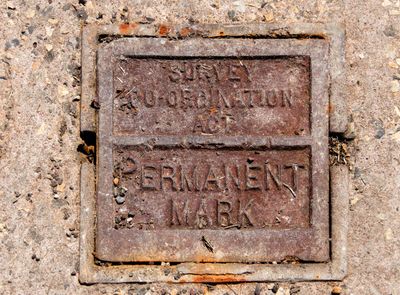 SURVEY
CO-ORDINATION
ACT
PERMANENT
MARK